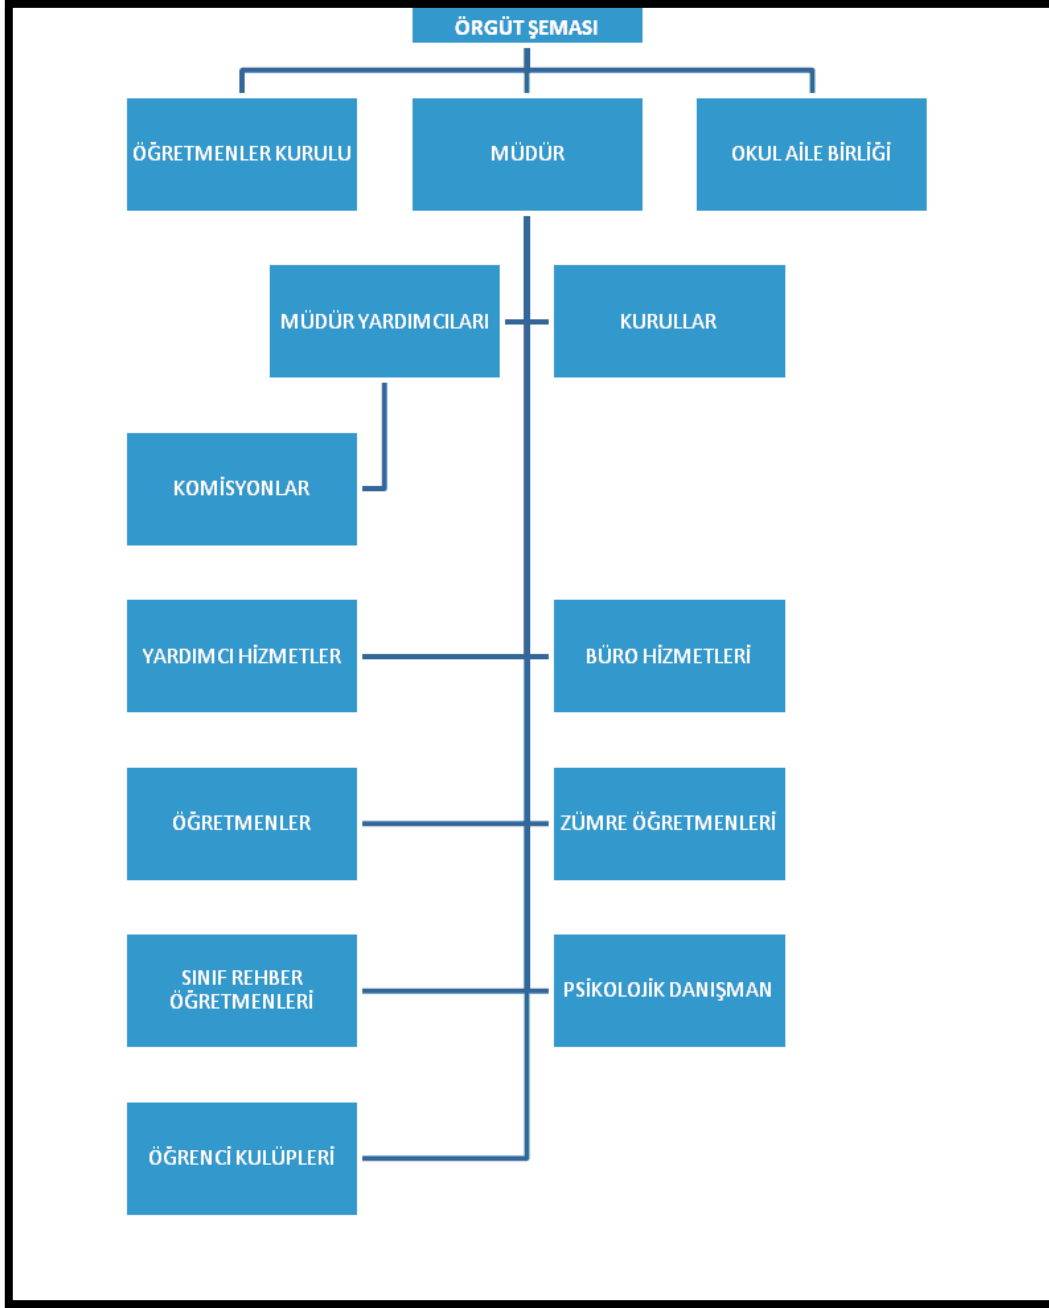 ÖRGÜT ŞEMASI
ÖĞRETMENLER KURULU
MÜDÜR
OKUL AİLE BİRLİĞİ
MÜDÜR YARDIMCILARI
KURULLAR
KOMİSYONLAR
YARDIMCI HİZMETLER
BÜRO HİZMETLERİ
ÖĞRETMENLER
ZÜMRE ÖĞRETMENLERİ
SINIF REHBER
ÖĞRETMENLERİ
PSİKOLOJİK DANIŞMAN
ÖĞRENCİ KULÜPLERİ